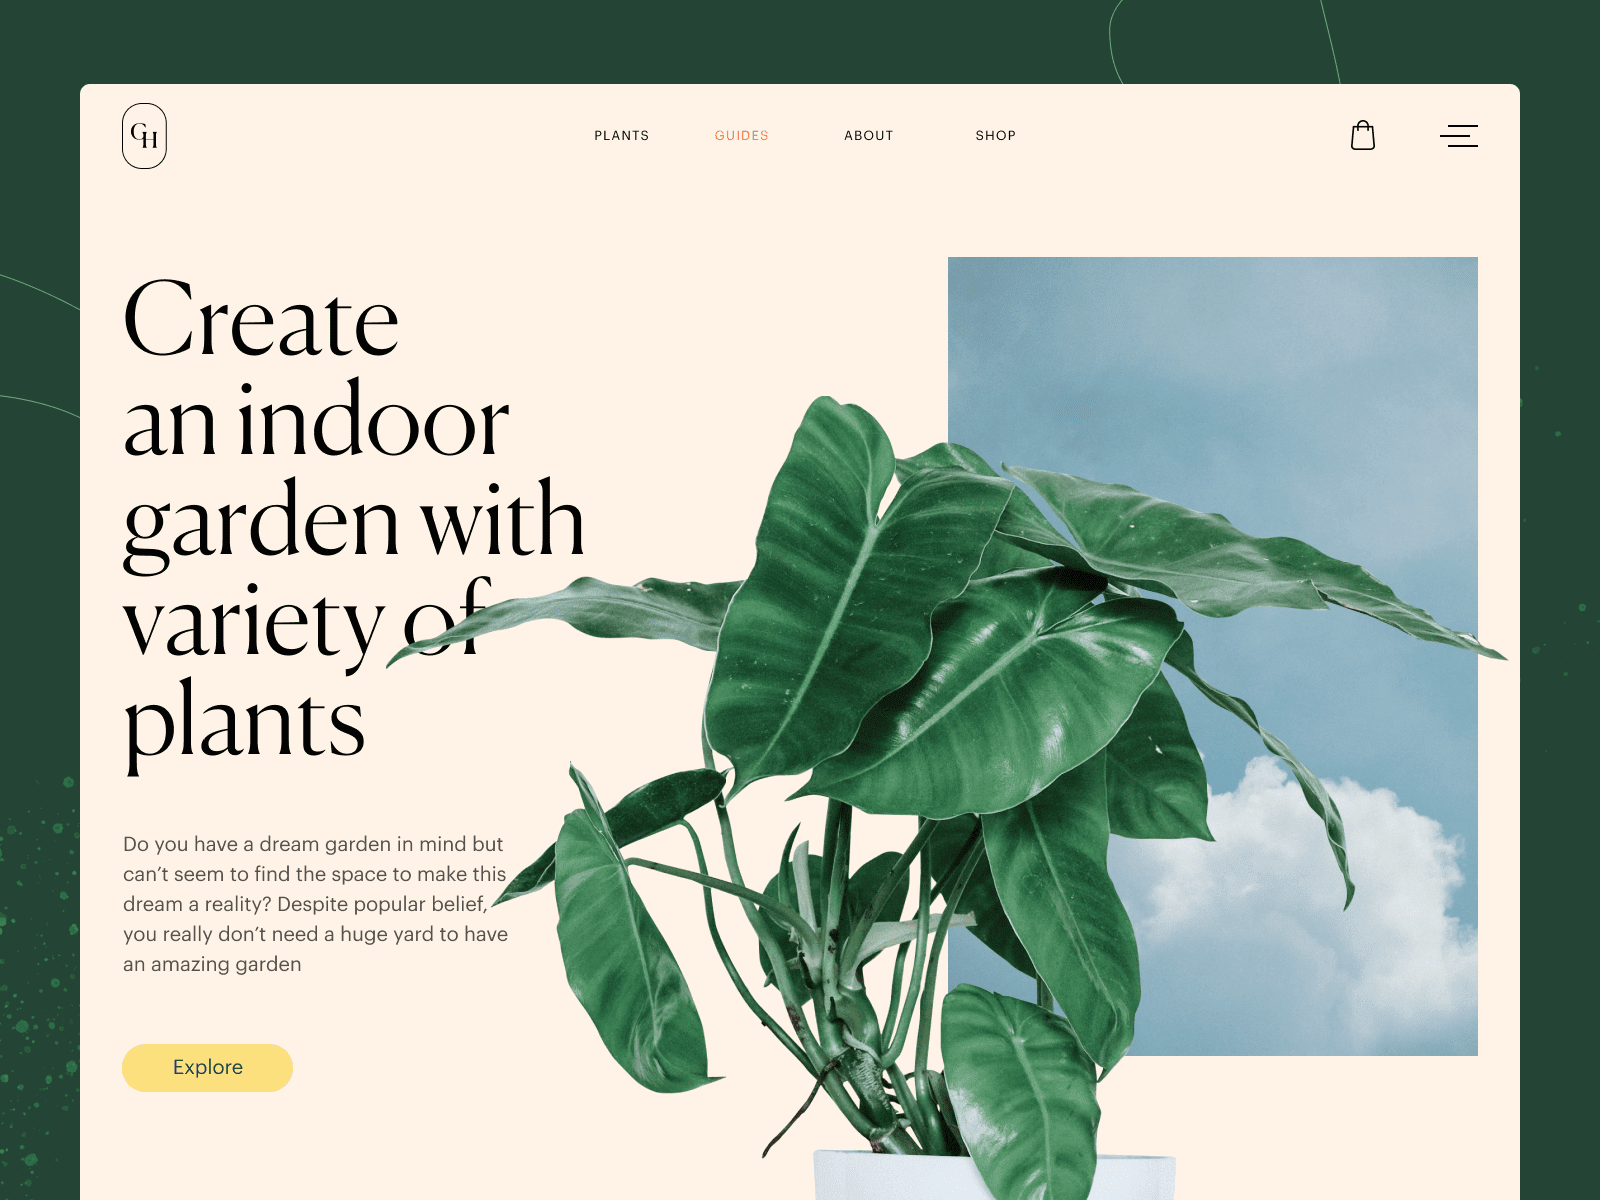 GH
PLANTS GUIDES ABOUT SHOP
Create
an indoor
garden with
variety of
plants
Do you have a dream garden in mind but
can’t seem to find the space to make this
dream a reality? Despite popular belief,
you really don’t need a huge yard to have
an amazing garden
Explore